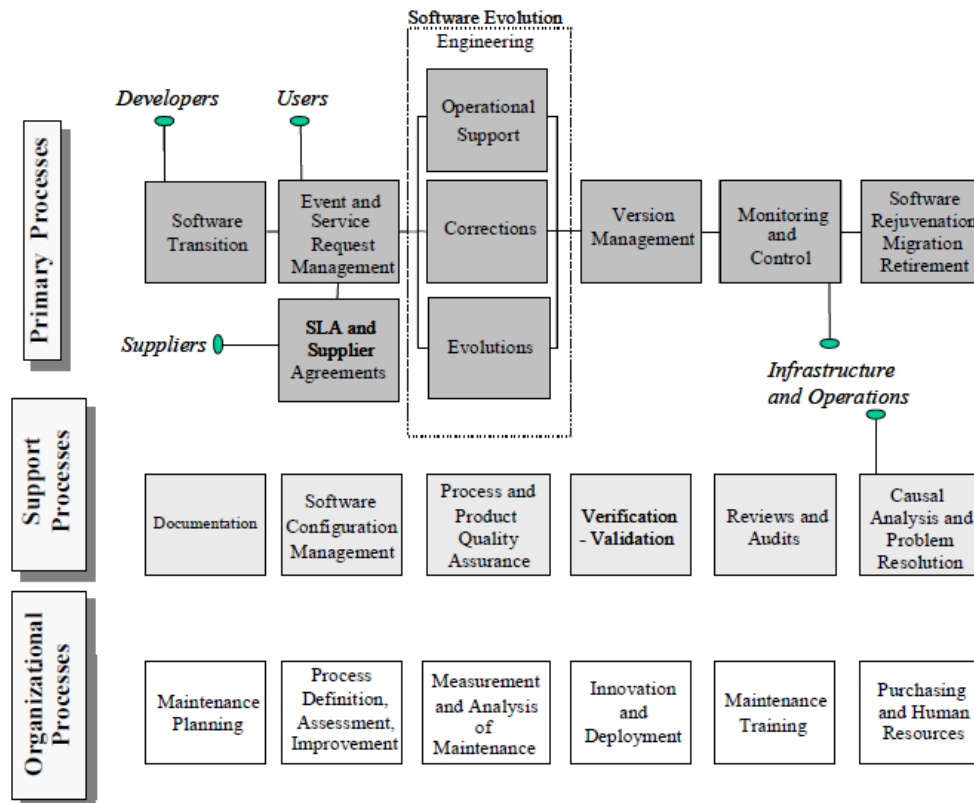 Software Evolution
Engineering
Developers
Users
Operational
Support
Primary Processes
Software
Transition
Event and
Service
Request
Management
Corrections
Version
Management
Monitoring
and
Control
Software
Rejuvenation
Migration
Retirement
Suppliers
SLA and
Supplier
Agreements
Evolutions
Infrastructure
and Operations
Support
Processes
Documentation
Software
Configuration
Management
Process and
Product
Quality
Assurance
Verification
- Validation
Reviews and
Audits
Causal
Analysis and
Problem
Resolution
Organizational
Processes
Maintenance
Planning
Process
Definition,
Assessment,
Improvement
Measurement
and Analysis
of
Maintenance
Innovation
and
Deployment
Maintenance
Training
Purchasing
and Human
Resources